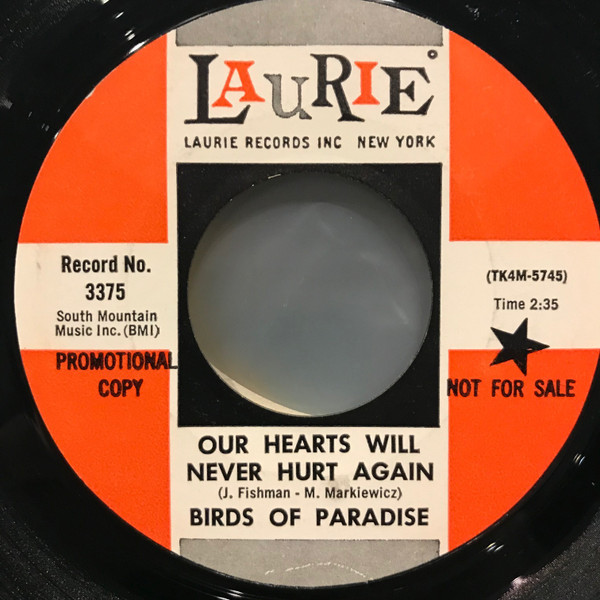 LAURIE
LAURIE RECORDS INC NEW YORK
Record No.
3375
South Mountain
Music Inc. (BMI)
PROMOTIONAL
COPY
(TK4M-5745)
Time 2:35
NOT FOR SALE
OUR HEARTS WILL
NEVER HURT AGAIN
(J. Fishman - M. Markiewicz)
BIRDS OF PARADISE